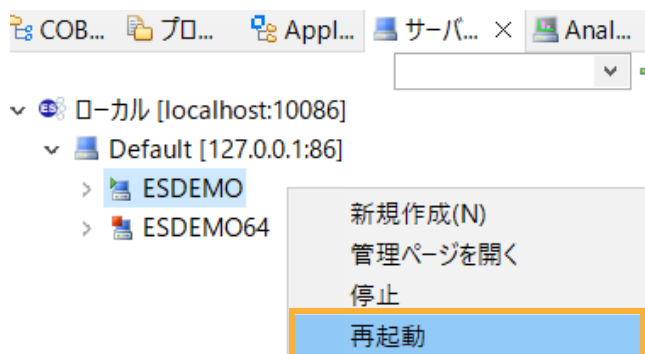 COB... プロ... Appl... サーバ... × Anal...
ES ローカル [localhost:10086]
Default [127.0.0.1:86]
ESDEMO
ESDEMO64
新規作成(N)
管理ページを開く
停止
再起動